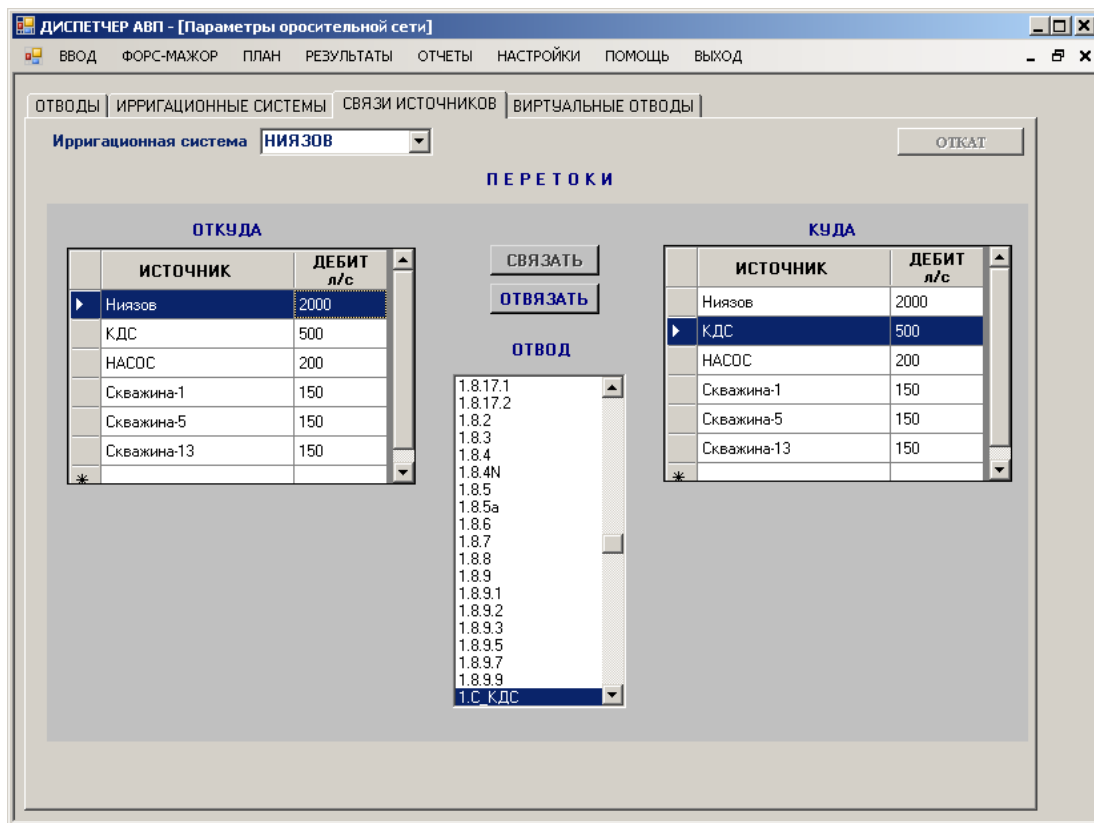 ДИСПЕТЧЕР АВП - [Параметры оросительной сети]
ВВОД ФОРС-МАЖОР ПЛАН РЕЗУЛЬТАТЫ ОТЧЕТЫ НАСТРОЙКИ ПОМОЩЬ ВЫХОД
ОТВОДЫ ИРРИГАЦИОННЫЕ СИСТЕМЫ СВЯЗИ ИСТОЧНИКОВ ВИРТУАЛЬНЫЕ ОТВОДЫ
Ирригационная система НИЯЗОВ ОТКАТ
ПЕРЕТОКИ
ОТКУДА
ИСТОЧНИК ДЕБИТ л/с
Ниязов 2000
КДС 500
НАСОС 200
Скважина-1 150
Скважина-5 150
Скважина-13 150
СВЯЗАТЬ
ОТВЯЗАТЬ
ОТВОД
1.8.17.1
1.8.17.2
1.8.2
1.8.3
1.8.4
1.8.4N
1.8.5
1.8.5a
1.8.6
1.8.7
1.8.8
1.8.9
1.8.9.1
1.8.9.2
1.8.9.3
1.8.9.5
1.8.9.7
1.8.9.9
1.С_КДС
КУДА
ИСТОЧНИК ДЕБИТ л/с
Ниязов 2000
КДС 500
НАСОС 200
Скважина-1 150
Скважина-5 150
Скважина-13 150